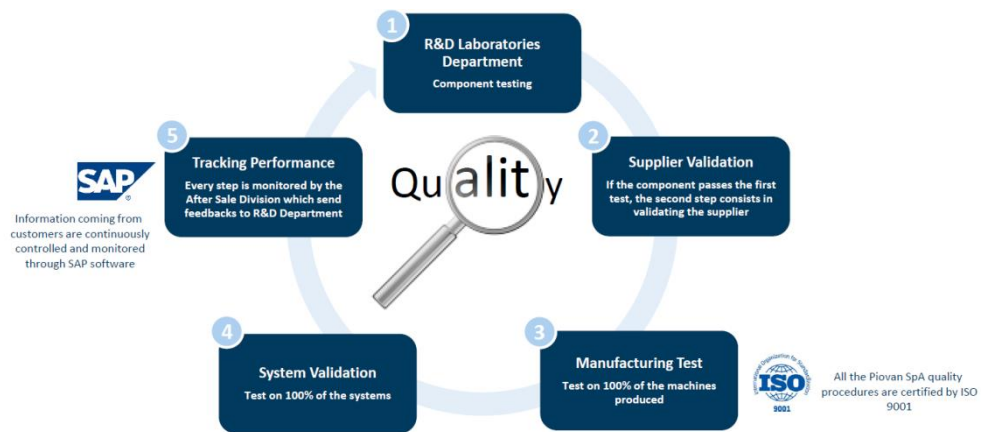 1
R&D Laboratories
Department
Component testing
2
Supplier Validation
If the component passes the first
test, the second step consists in
validating the supplier
3
Manufacturing Test
Test on 100% of the machines
produced
International Organization for Standardization
ISO
9001
All the Piovan SpA quality
procedures are certified by ISO
9001
4
System Validation
Test on 100% of the systems
5
Tracking Performance
Every step is monitored by the
After Sale Division which send
feedbacks to R&D Department
SAP
Information coming from
customers are continuously
controlled and monitored
through SAP software
Quality